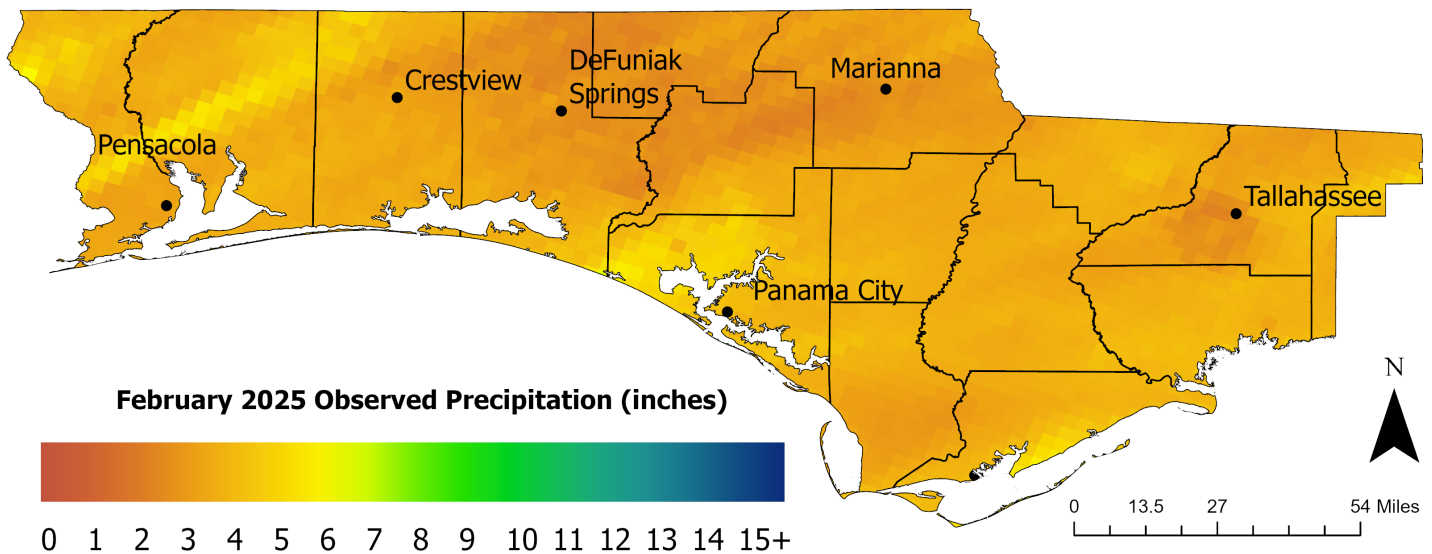 DeFuniak
Springs
Crestview
Marianna
Pensacola
Tallahassee
Panama City
February 2025 Observed Precipitation (inches)
0 1 2 3 4 5 6 7 8 9 10 11 12 13 14 15+
N
0 13.5 27 54 Miles